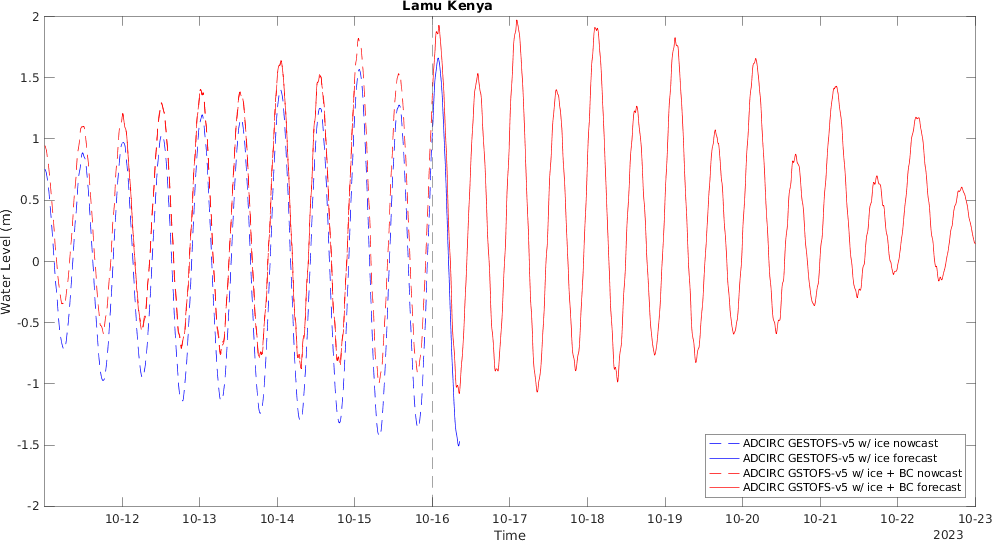 Lamu Kenya
2
1.5
1
0.5
0
-0.5
-1
-1.5
-2
Water Level (m)
ADCIRC GESTOFS-v5 w/ ice nowcast
ADCIRC GESTOFS-v5 w/ ice forecast
ADCIRC GSTOFS-v5 w/ ice + BC nowcast
ADCIRC GSTOFS-v5 w/ ice + BC forecast
10-12 10-13 10-14 10-15 10-16 10-17 10-18 10-19 10-20 10-21 10-22 10-23
Time
2023